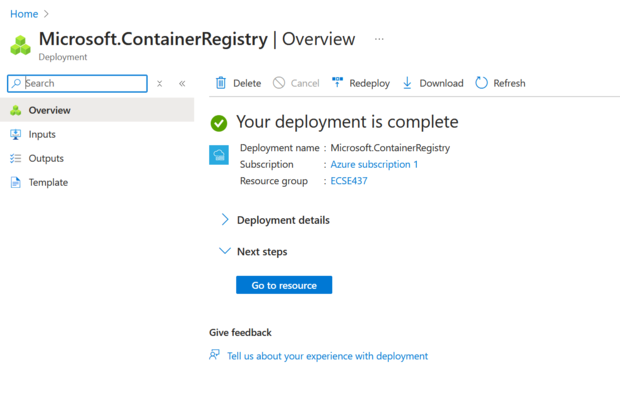 Home
Microsoft.ContainerRegistry | Overview ...
Deployment
Search
Delete Cancel Redeploy Download Refresh
Overview
Inputs
Outputs
Template
Your deployment is complete
Deployment name : Microsoft.ContainerRegistry
Subscription : Azure subscription 1
Resource group : ECSE437
Deployment details
Next steps
Go to resource
Give feedback
Tell us about your experience with deployment